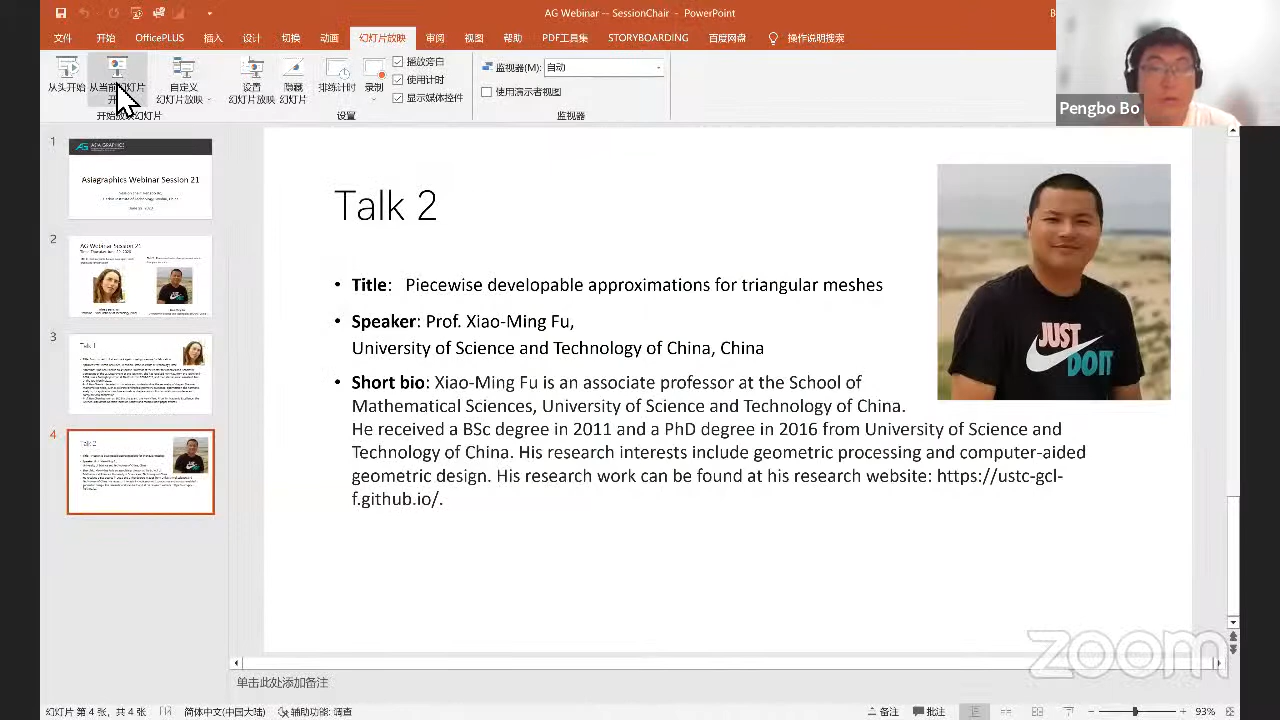 AG Webinar -- SessionChair - PowerPoint
文件 开始 OfficePLUS 插入 设计 切换 动画 幻灯片放映 审阅 视图 帮助 PDF工具集 STORYBOARDING 百度网盘 操作说明搜索
从头开始 从当前幻灯片
开始
自定义
幻灯片放映
设置
幻灯片放映
隐藏
幻灯片
排练计时 录制
播放旁白
使用计时
显示媒体控件
监视器(M): 自动
使用演示者视图
设置
监视器
Pengbo Bo
1
ASIAGRAPHICS
Asiagraphics Webinar Session 21
2
AG Webinar Session 21
3
Talk 1
4
Talk 2
Talk 2
• Title: Piecewise developable approximations for triangular meshes
• Speaker: Prof. Xiao-Ming Fu,
University of Science and Technology of China, China
• Short bio: Xiao-Ming Fu is an associate professor at the School of
Mathematical Sciences, University of Science and Technology of China.
He received a BSc degree in 2011 and a PhD degree in 2016 from University of Science and
Technology of China. His research interests include geometric processing and computer-aided
geometric design. His research work can be found at his research website: https://ustc-gcl-
f.github.io/.
JUST
DO IT
zoom
单击此处添加备注
幻灯片 第 4 张, 共 4 张 简体中文(中国大陆) 辅助功能: 调查 备注 批注 93%